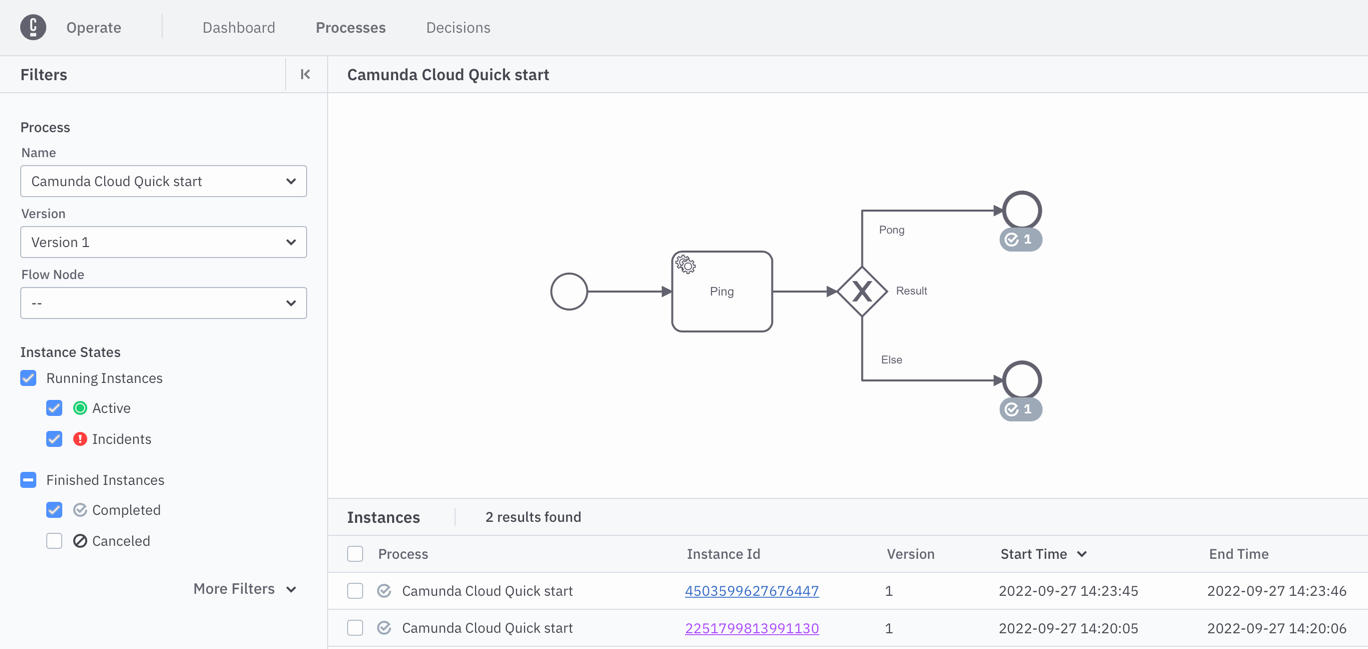 Operate Dashboard Processes Decisions
Filters
Camunda Cloud Quick start
Process
Name
Camunda Cloud Quick start
Version
Version 1
Flow Node
--
Instance States
Running Instances
Active
Incidents
Finished Instances
Completed
Canceled
More Filters
Ping
Pong
Result
Else
1
1
Instances 2 results found
Process Instance Id Version Start Time End Time
Camunda Cloud Quick start 4503599627676447 1 2022-09-27 14:23:45 2022-09-27 14:23:46
Camunda Cloud Quick start 2251799813991130 1 2022-09-27 14:20:05 2022-09-27 14:20:06